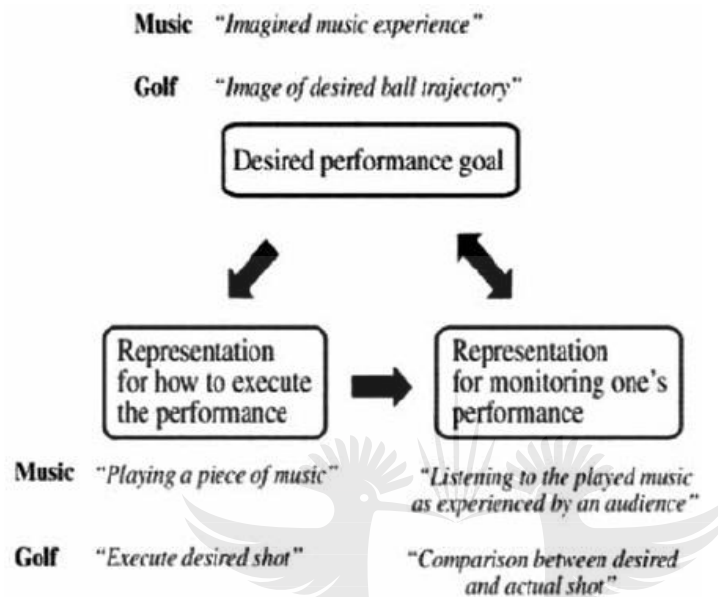 Music "Imagined music experience"
Golf "Image of desired ball trajectory"
Desired performance goal
Representation
for how to execute
the performance
Representation
for monitoring one's
performance
Music "Playing a piece of music"
"Listening to the played music
as experienced by an audience"
Golf "Execute desired shot"
"Comparison between desired
and actual shot"